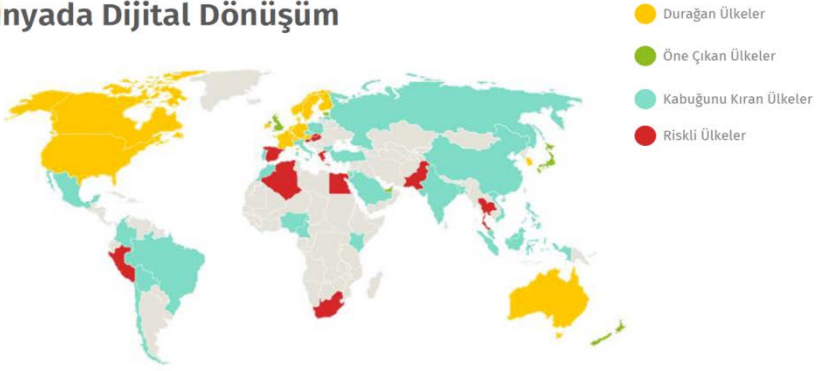 nyada Dijital Dönüşüm
Durağan Ülkeler
Öne Çıkan Ülkeler
Kabuğunu Kıran Ülkeler
Riskli Ülkeler